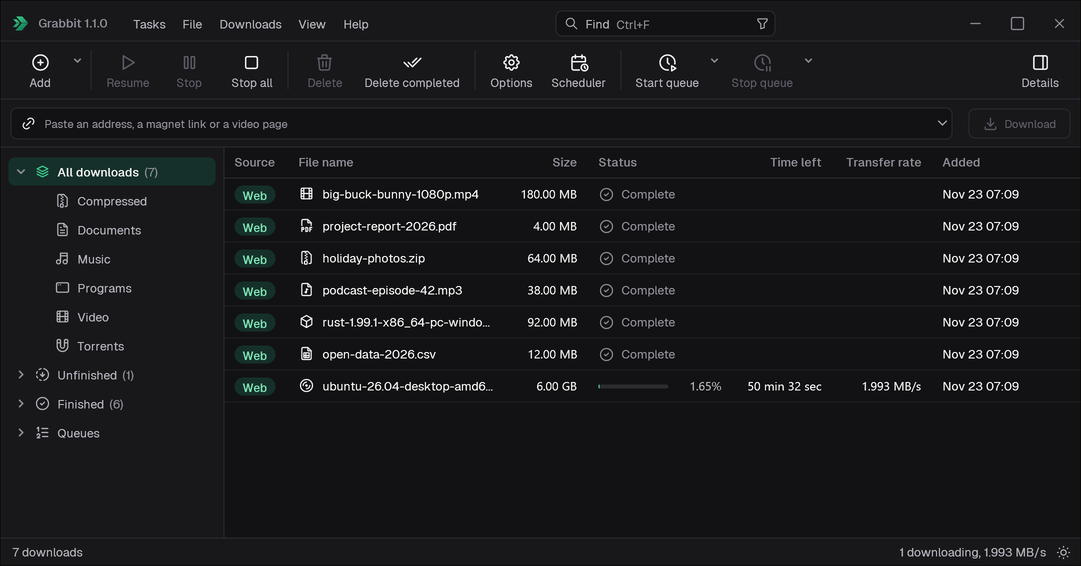 Grabbit 1.1.0 Tasks File Downloads View Help Find Ctrl+F
Add Resume Stop Stop all Delete Delete completed Options Scheduler Start queue Stop queue Details
Paste an address, a magnet link or a video page Download
All downloads (7)
Compressed
Documents
Music
Programs
Video
Torrents
Unfinished (1)
Finished (6)
Queues
Source File name Size Status Time left Transfer rate Added
Web big-buck-bunny-1080p.mp4 180.00 MB Complete Nov 23 07:09
Web project-report-2026.pdf 4.00 MB Complete Nov 23 07:09
Web holiday-photos.zip 64.00 MB Complete Nov 23 07:09
Web podcast-episode-42.mp3 38.00 MB Complete Nov 23 07:09
Web rust-1.99.1-x86_64-pc-windo... 92.00 MB Complete Nov 23 07:09
Web open-data-2026.csv 12.00 MB Complete Nov 23 07:09
Web ubuntu-26.04-desktop-amd6... 6.00 GB 1.65% 50 min 32 sec 1.993 MB/s Nov 23 07:09
7 downloads 1 downloading, 1.993 MB/s